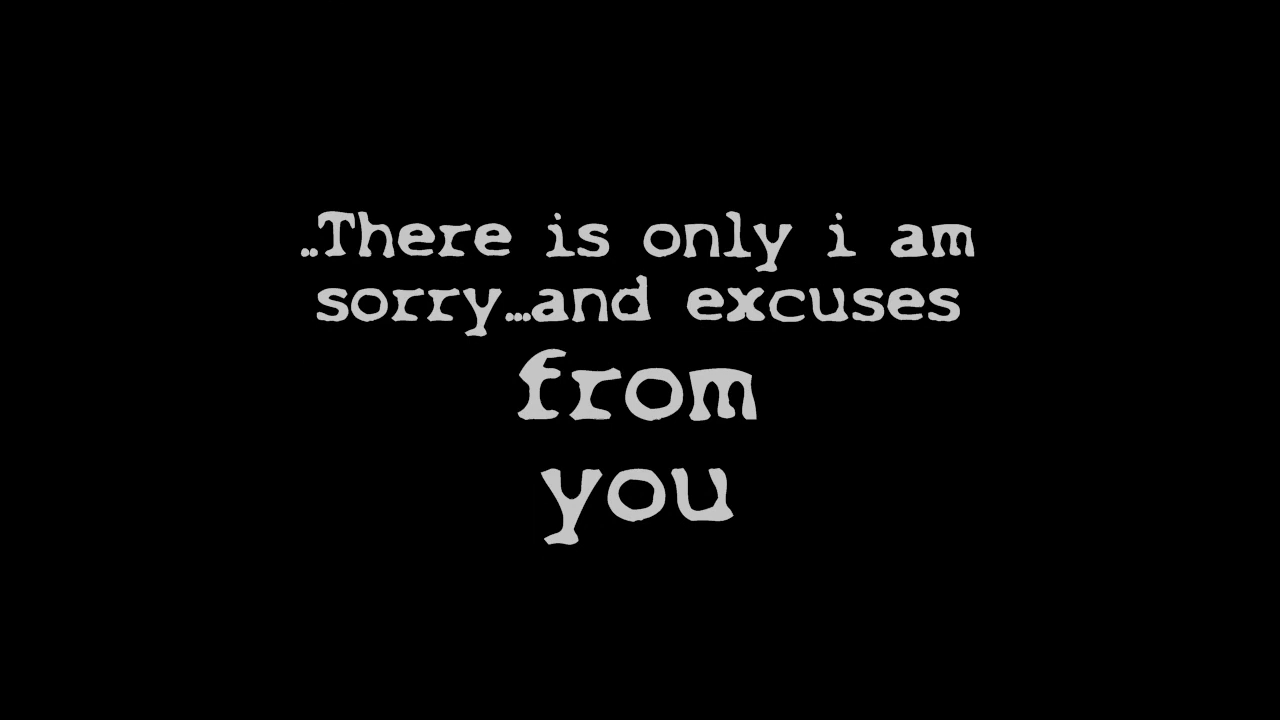 ..There is only i am
sorry...and excuses
from
you